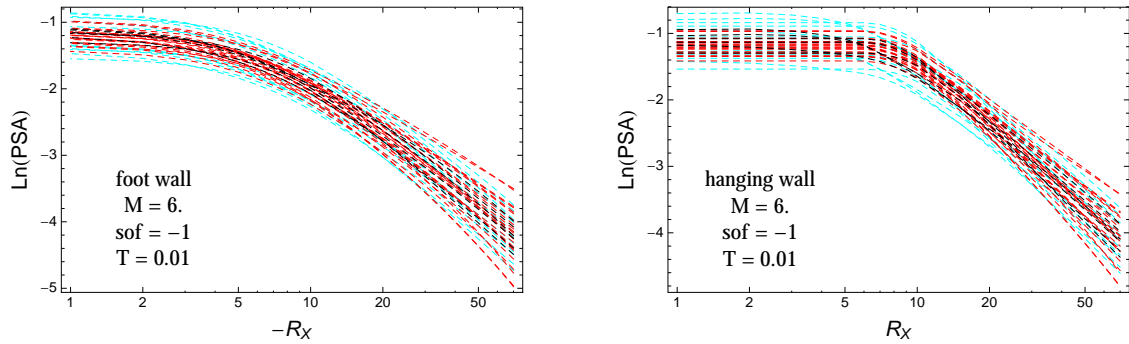 −1
−2
−3
−4
−5
Ln(PSA)
foot wall
M = 6.
sof = −1
T = 0.01
1
2
5
10
20
50
−R_X
−1
−2
−3
−4
Ln(PSA)
hanging wall
M = 6.
sof = −1
T = 0.01
1
2
5
10
20
50
R_X